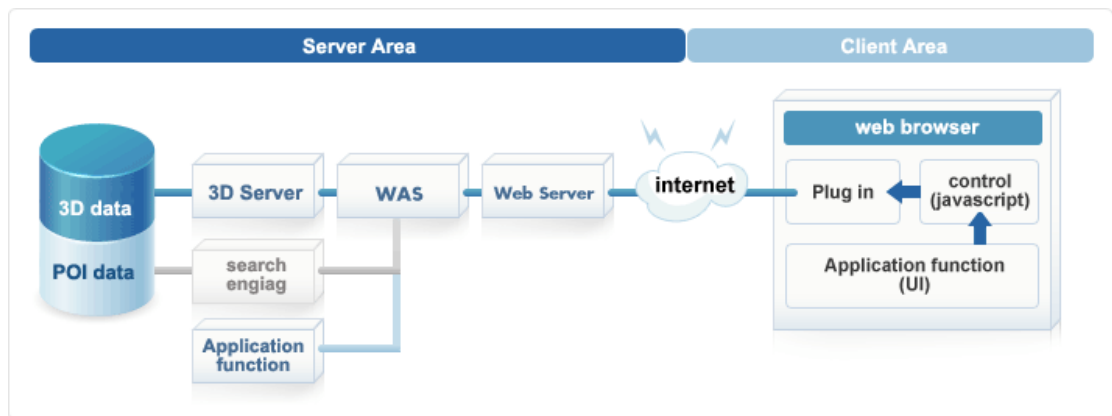 Server Area
Client Area
web browser
3D data
POI data
3D Server
WAS
Web Server
internet
Plug in
control
(javascript)
search
engiag
Application
function
Application function
(UI)